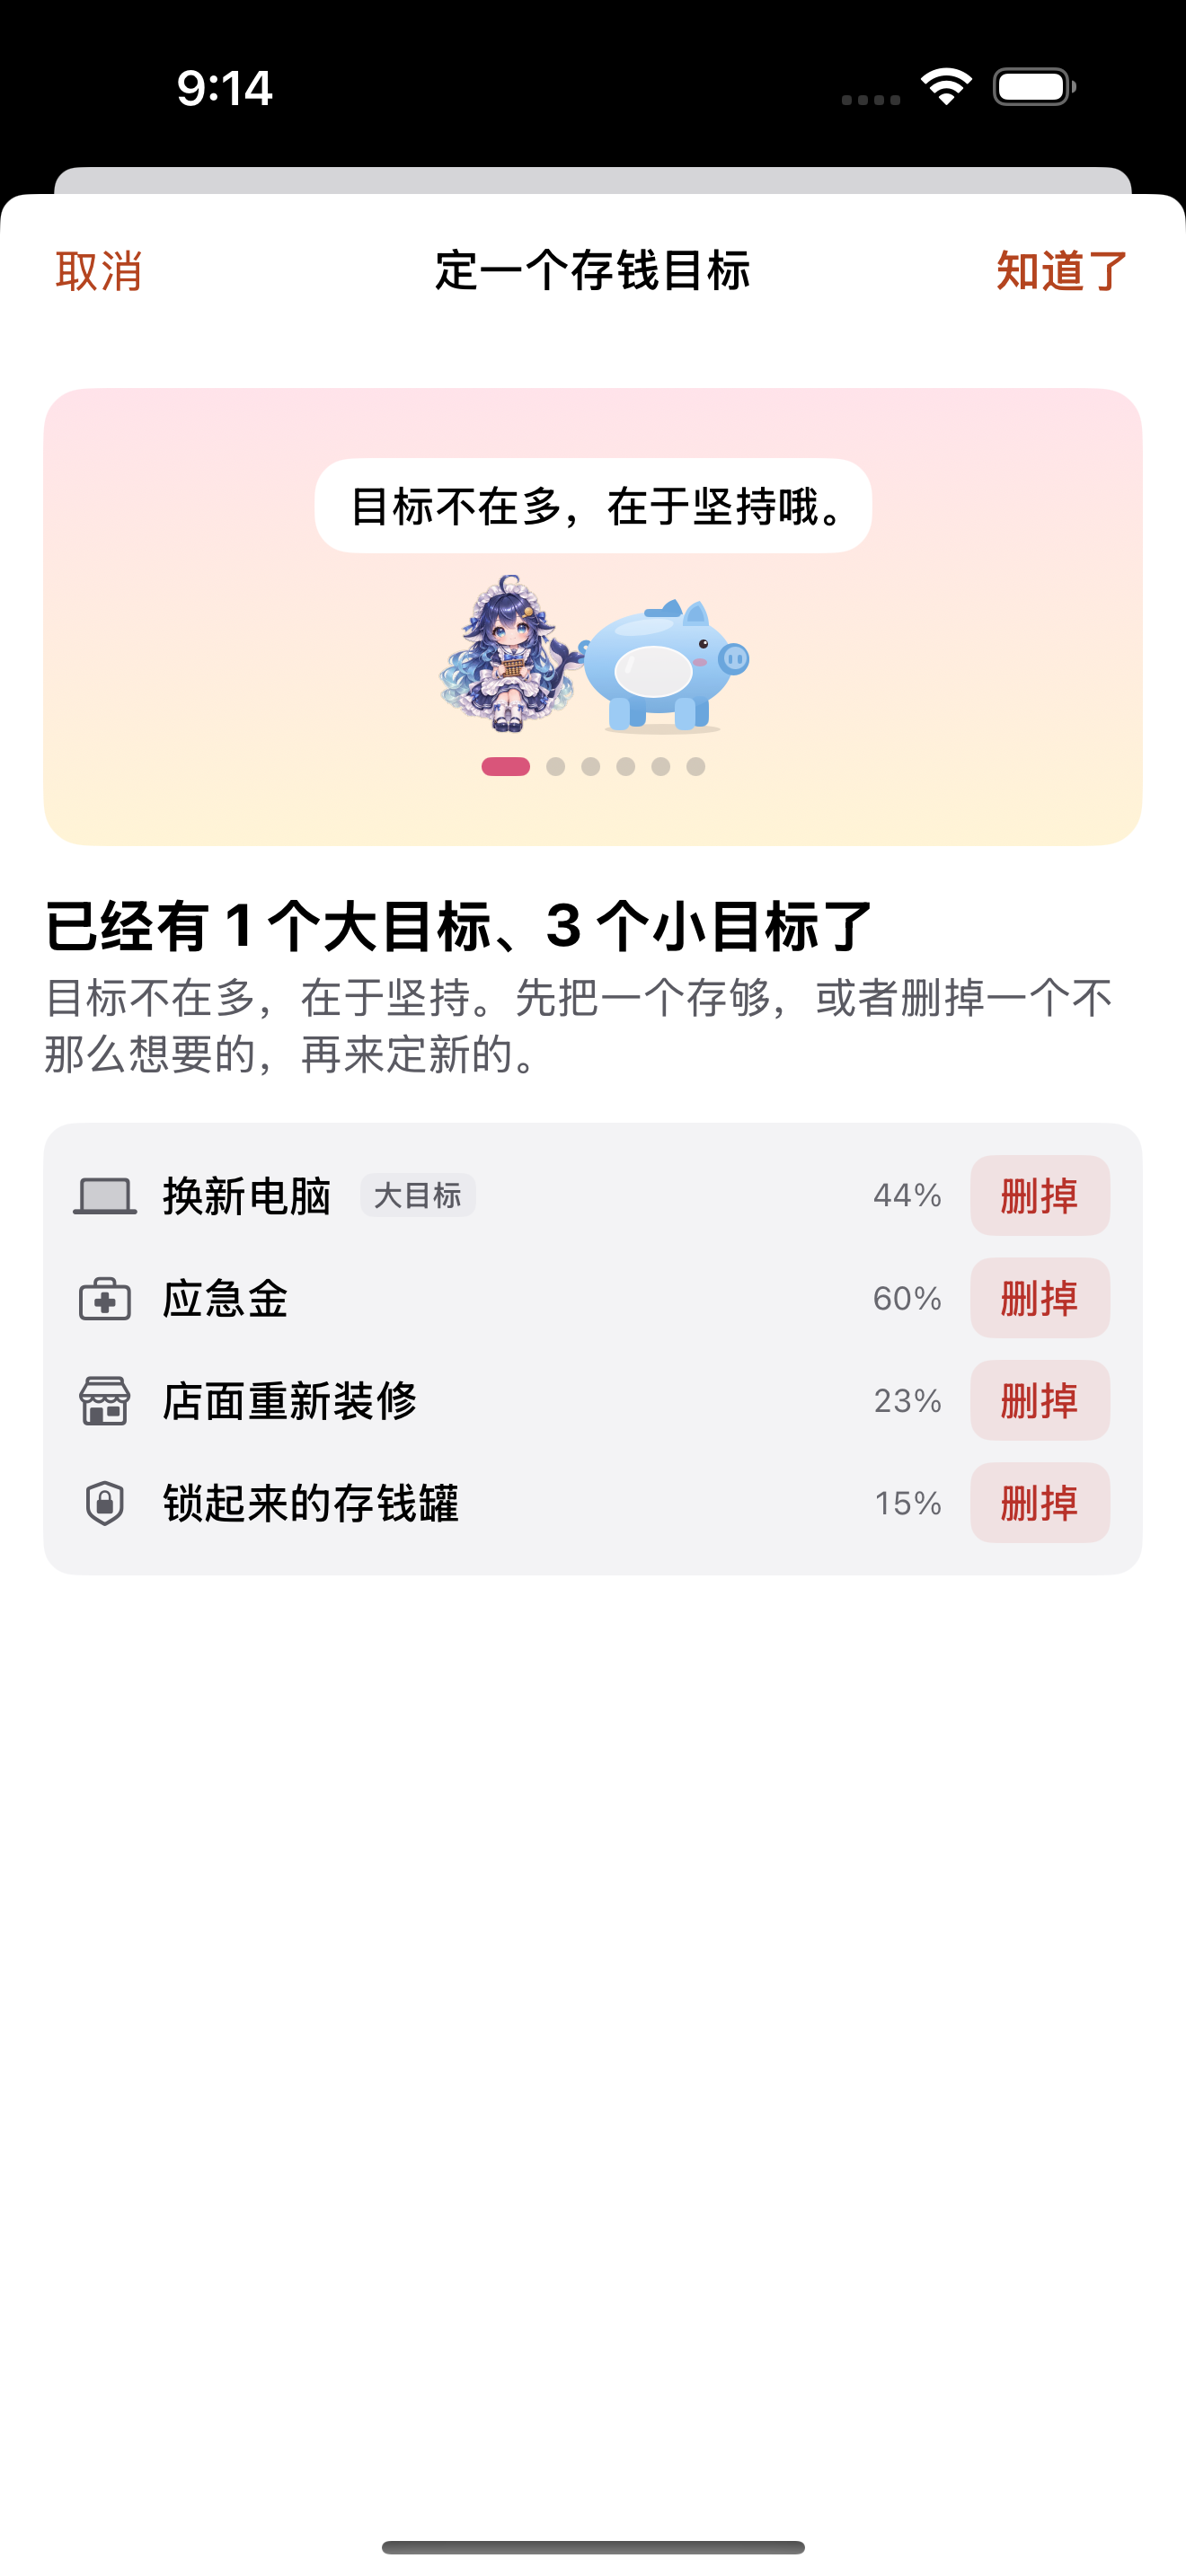 9:14
取消
定一个存钱目标
知道了
目标不在多，在于坚持哦。
已经有 1 个大目标、3 个小目标了
目标不在多，在于坚持。先把一个存够，或者删掉一个不
那么想要的，再来定新的。
换新电脑 大目标 44% 删掉
应急金 60% 删掉
店面重新装修 23% 删掉
锁起来的存钱罐 15% 删掉